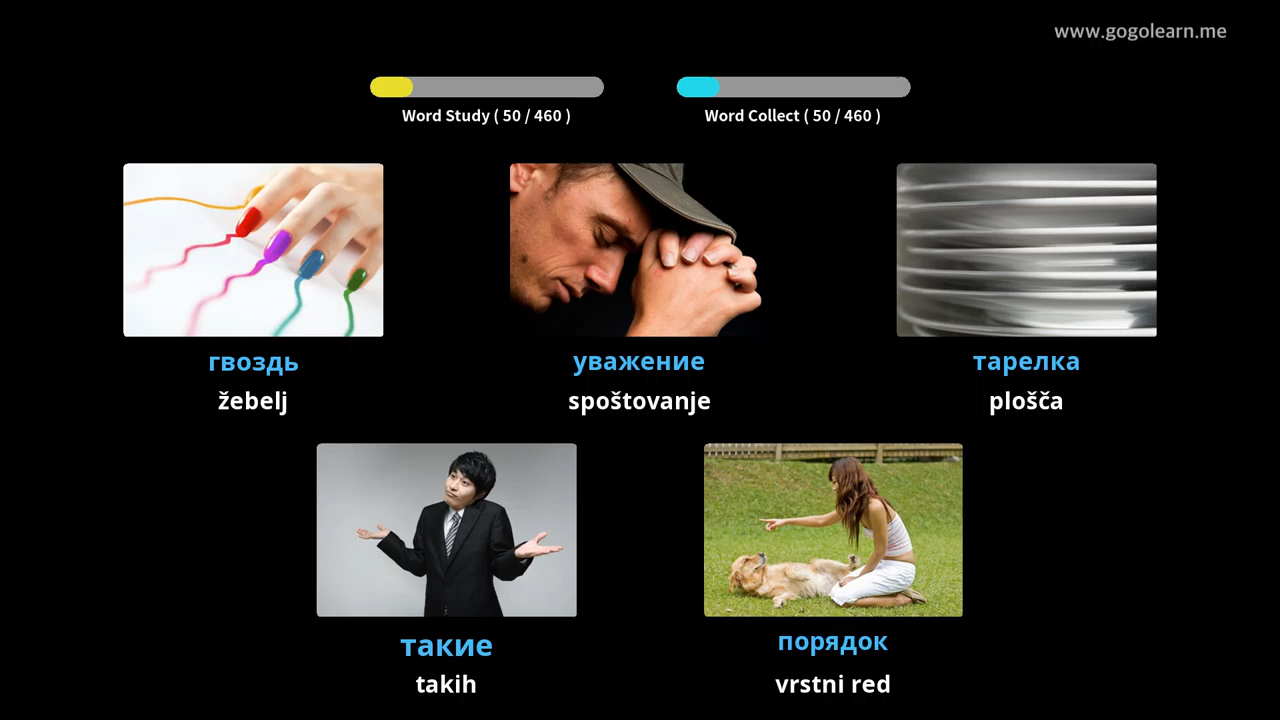 www.gogolearn.me
Word Study ( 50 / 460 )
Word Collect ( 50 / 460 )
гвоздь
уважение
тарелка
žebelj
spoštovanje
plošča
такие
порядок
takih
vrstni red